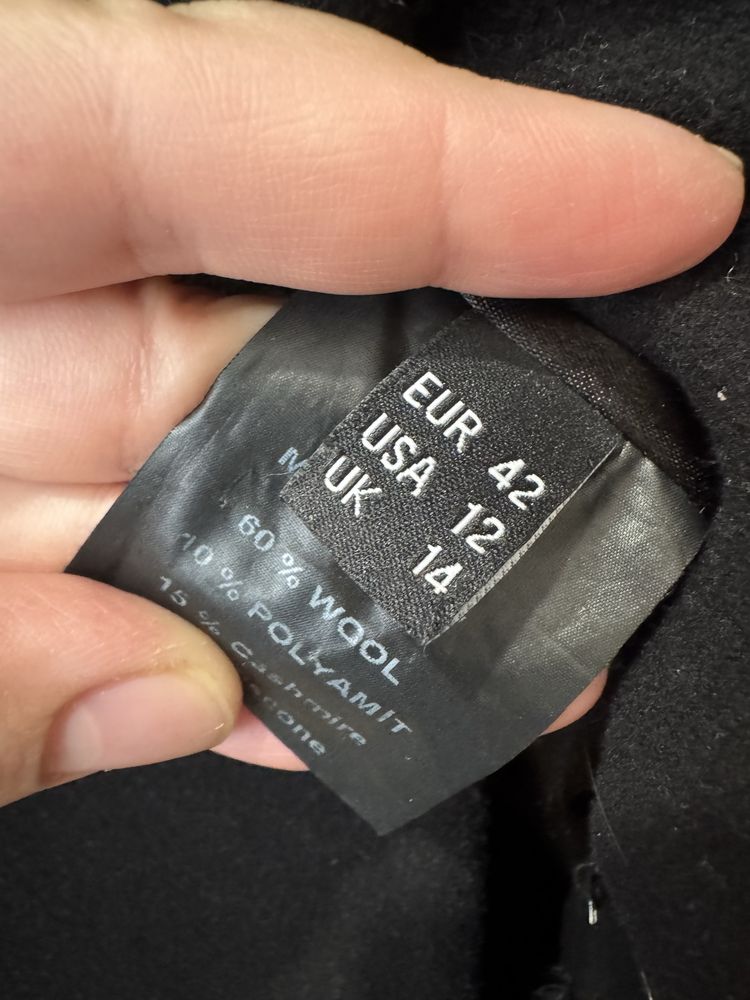 EUR 42
USA 12
UK 14
60 % WOOL
10 % POLYAMIT
15 % Cashmire